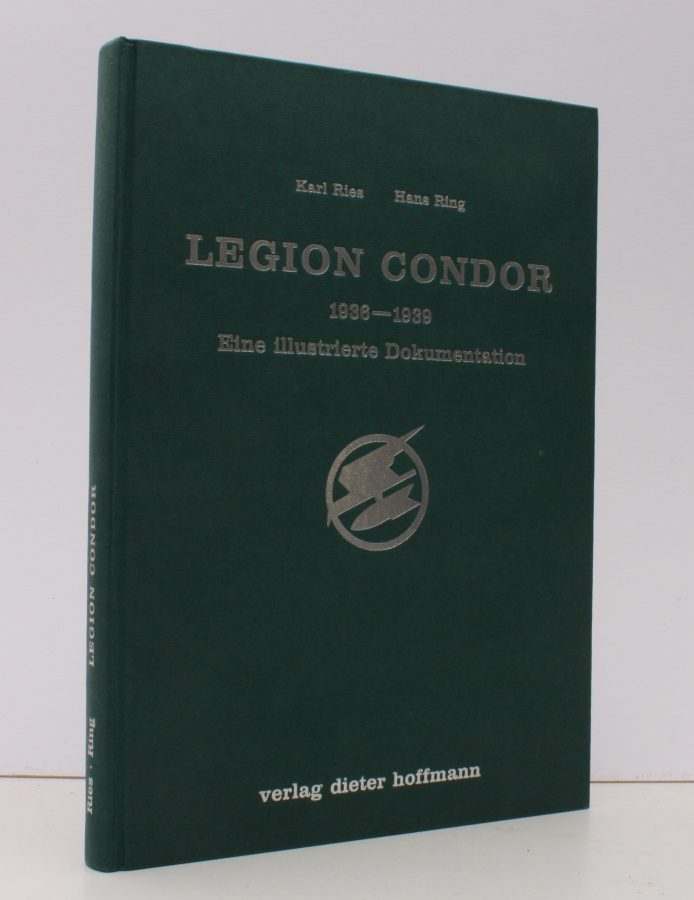 Karl Ries Hans Ring
LEGION CONDOR
1936—1939
Eine illustrierte Dokumentation
verlag dieter hoffmann
Ries · Ring LEGION CONDOR